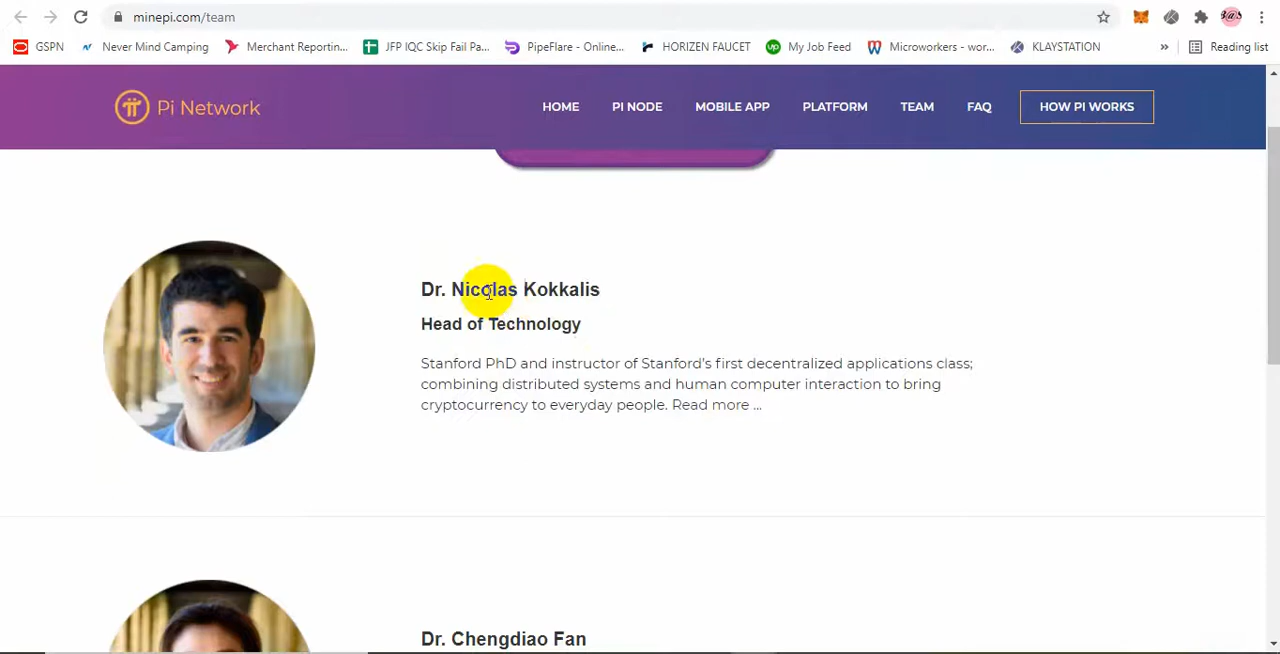 minepi.com/team
GSPN Never Mind Camping Merchant Reportin... JFP IQC Skip Fail Pa... PipeFlare - Online... HORIZEN FAUCET My Job Feed Microworkers - wor... KLAYSTATION » Reading list
Pi Network HOME PI NODE MOBILE APP PLATFORM TEAM FAQ HOW PI WORKS
Dr. Nicolas Kokkalis
Head of Technology
Stanford PhD and instructor of Stanford's first decentralized applications class;
combining distributed systems and human computer interaction to bring
cryptocurrency to everyday people. Read more ...
Dr. Chengdiao Fan